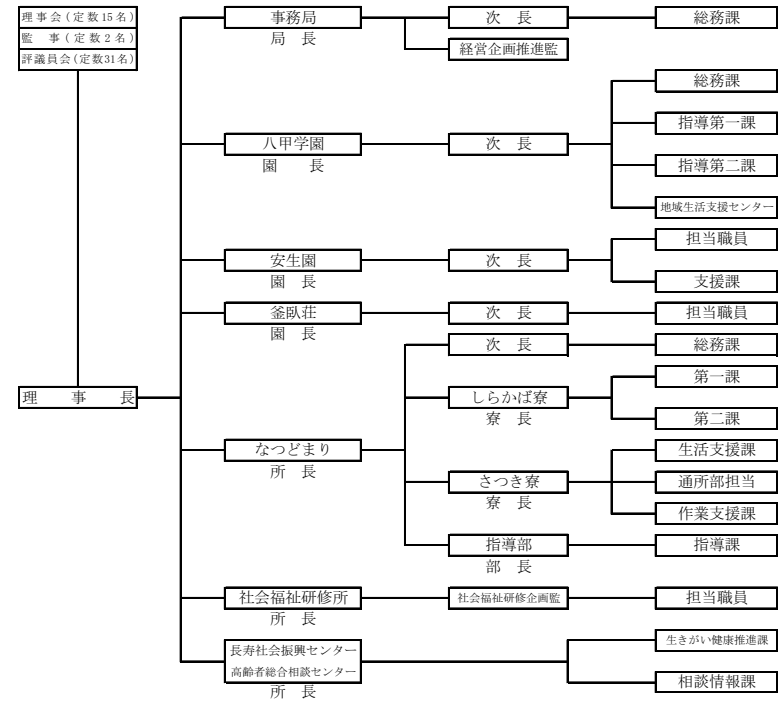 理事会(定数15名)
監　事(定数2名)
評議員会(定数31名)
理　事　長
事務局
局　長
次　長
総務課
経営企画推進監
八甲学園
園　長
次　長
総務課
指導第一課
指導第二課
地域生活支援センター
安生園
園　長
次　長
担当職員
支援課
釜臥荘
園　長
次　長
担当職員
なつどまり
所　長
次　長
総務課
しらかば寮
寮　長
第一課
第二課
さつき寮
寮　長
生活支援課
通所部担当
作業支援課
指導部
部　長
指導課
社会福祉研修所
所　長
社会福祉研修企画監
担当職員
長寿社会振興センター
高齢者総合相談センター
所　長
生きがい健康推進課
相談情報課